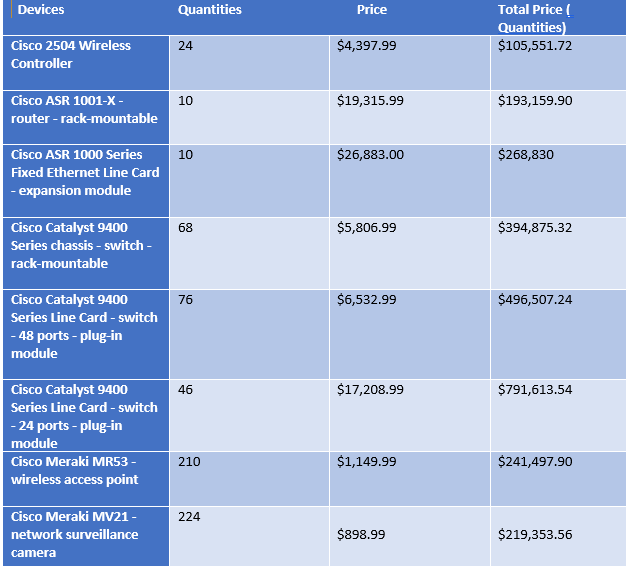 Devices Quantities Price Total Price (
Quantities)
Cisco 2504 Wireless 24 $4,397.99 $105,551.72
Controller
Cisco ASR 1001-X - 10 $19,315.99 $193,159.90
router - rack-mountable
Cisco ASR 1000 Series 10 $26,883.00 $268,830
Fixed Ethernet Line Card
- expansion module
Cisco Catalyst 9400 68 $5,806.99 $394,875.32
Series chassis - switch -
rack-mountable
Cisco Catalyst 9400 76 $6,532.99 $496,507.24
Series Line Card - switch
- 48 ports - plug-in
module
Cisco Catalyst 9400 46 $17,208.99 $791,613.54
Series Line Card - switch
- 24 ports - plug-in
module
Cisco Meraki MR53 - 210 $1,149.99 $241,497.90
wireless access point
Cisco Meraki MV21 - 224
network surveillance $898.99 $219,353.56
camera